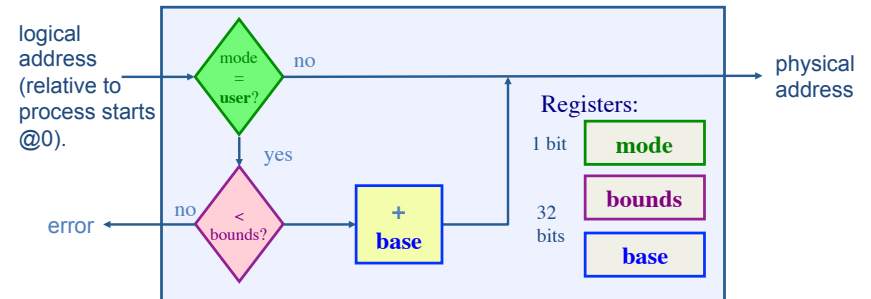 logical
address
(relative to
process starts
@0).
mode
=
user?
no
physical
address
yes
Registers:
1 bit
mode
<
bounds?
no
error
+
base
32
bits
bounds
base